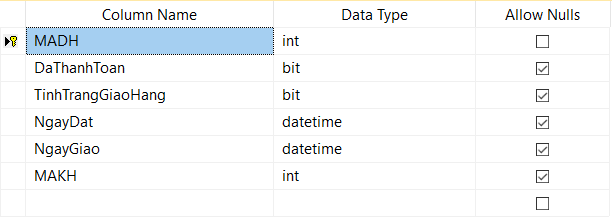 Column Name Data Type Allow Nulls
MADH int
DaThanhToan bit
TinhTrangGiaoHang bit
NgayDat datetime
NgayGiao datetime
MAKH int